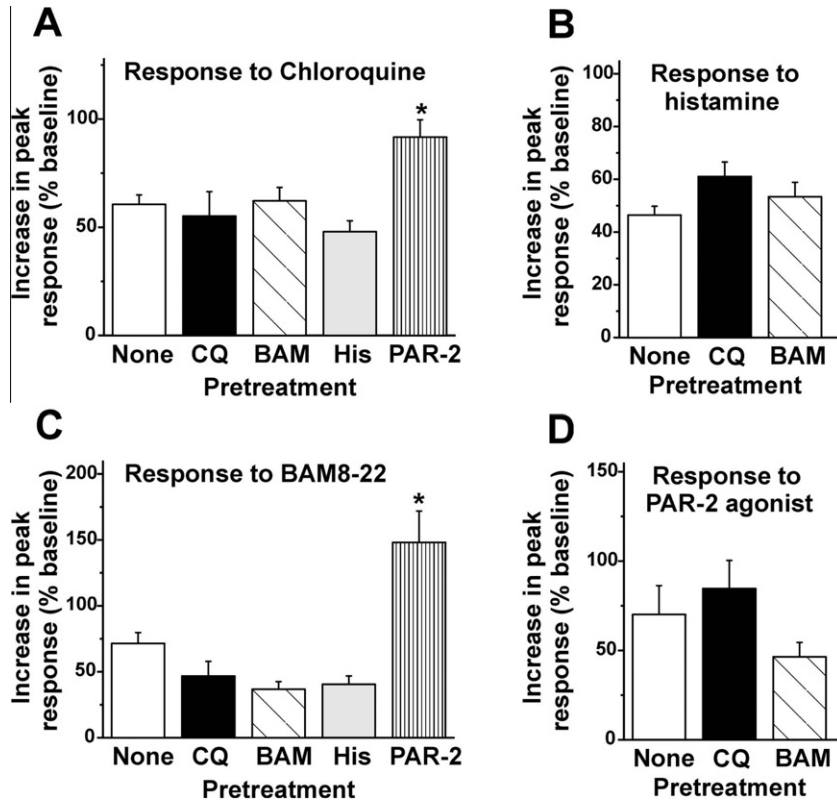 A
Response to Chloroquine
Increase in peak
response (% baseline)
100
50
0
*
None CQ BAM His PAR-2
Pretreatment
B
Response to
histamine
Increase in peak
response (% baseline)
100
80
60
40
20
0
None CQ BAM
Pretreatment
C
Response to BAM8-22
Increase in peak
response (% baseline)
200
150
100
50
0
*
None CQ BAM His PAR-2
Pretreatment
D
Response to
PAR-2 agonist
Increase in peak
response (% baseline)
150
100
50
0
None CQ BAM
Pretreatment